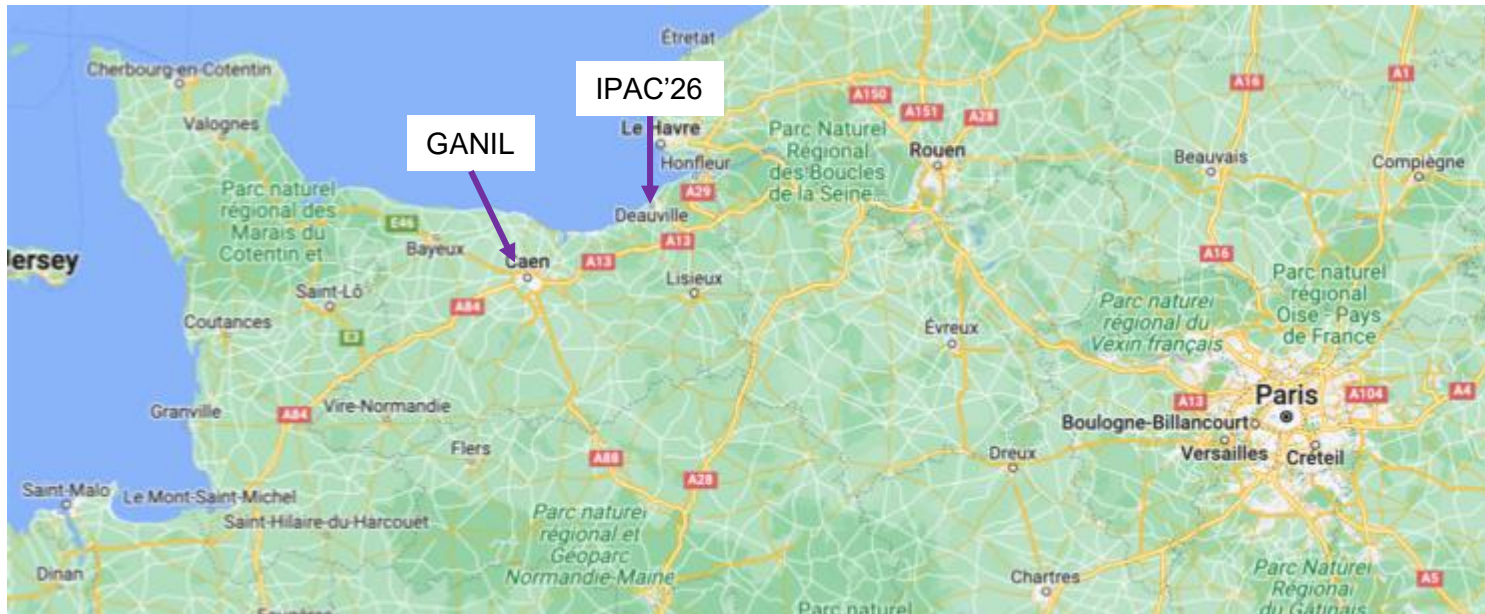 Étretat
Cherbourg-en-Cotentin
A16
A1
IPAC'26
A150
A151
A28
Valognes
Le Havre
Parc Naturel
Régional
des Boucles
de la Seine...
GANIL
Honfleur
Rouen
Beauvais
Compiègne
Parc naturel
régional des
Marais du
Cotentin et...
A29
Deauville
E46
Bayeux
A13
A13
A16
Jersey
Caen
Lisieux
Saint-Lô
A84
Parc naturel
régional
Oise - Pays
de France
Coutances
E3
Évreux
Parc naturel
régional du
Vexin français
Paris
A13
A104
A4
Granville
A84
Vire-Normandie
Boulogne-Billancourt
Versailles
Créteil
Flers
A88
Dreux
A28
Saint-Malo
Le Mont-Saint-Michel
Saint-Hilaire-du-Harcouët
Parc naturel
régional et
Géoparc
Normandie-Maine
Dinan
Chartres
Parc Naturel
Régional
du Gâtinais
A5
Fougères
Parc naturel